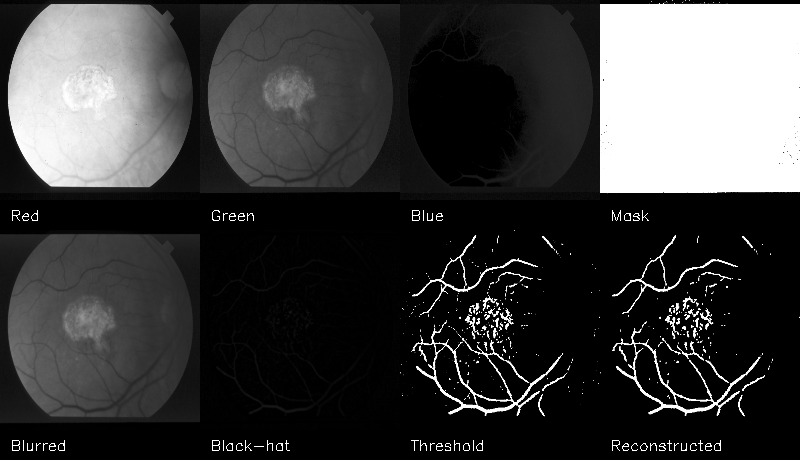 Red
Green
Blue
Mask
Blurred
Black-hat
Threshold
Reconstructed